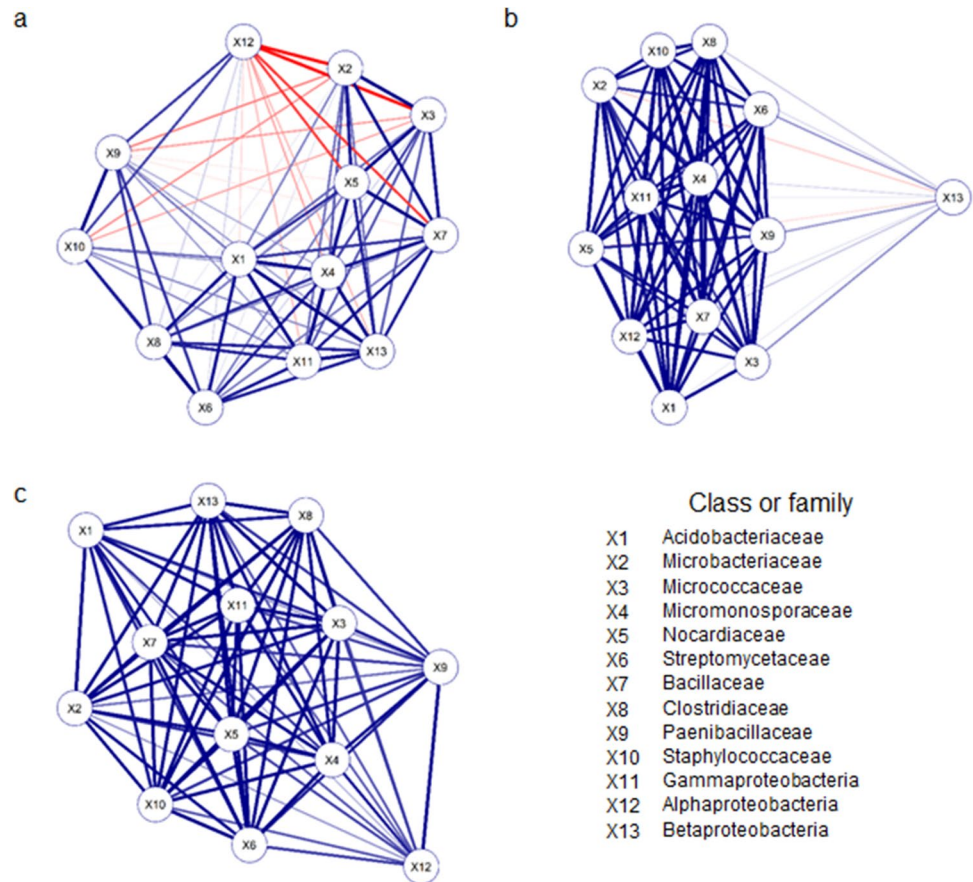 a
X12
X2
X3
X9
X5
X10
X7
X1
X4
X8
X11
X13
X6
b
X8
X10
X2
X6
X4
X11
X13
X9
X5
X7
X12
X3
X1
c
X13
X8
X1
X11
X3
X7
X9
X2
X5
X4
X10
X6
X12
Class or family
X1 Acidobacteriaceae
X2 Microbacteriaceae
X3 Micrococcaceae
X4 Micromonosporaceae
X5 Nocardiaceae
X6 Streptomycetaceae
X7 Bacillaceae
X8 Clostridiaceae
X9 Paenibacillaceae
X10 Staphylococcaceae
X11 Gammaproteobacteria
X12 Alphaproteobacteria
X13 Betaproteobacteria